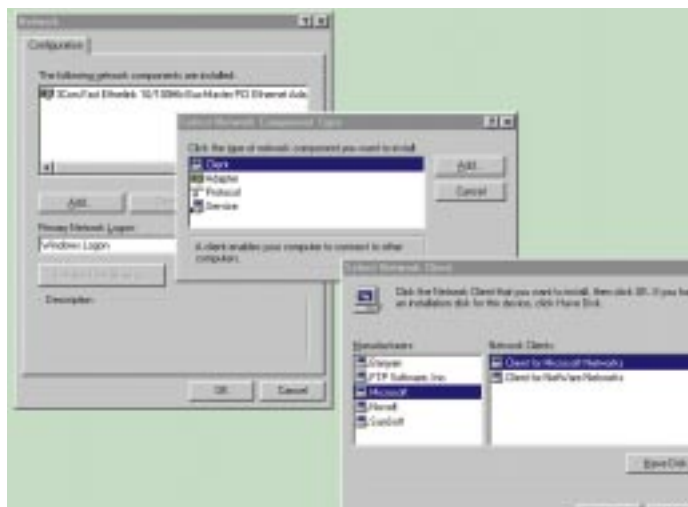 Network
Configuration
The following network components are installed:
3Com Fast Etherlink 10/100Mb Bus Master PCI Ethernet Ada
Add...
Primary Network Logon:
Windows Logon
Description
OK
Cancel
Select Network Component Type
Click the type of network component you want to install:
Client
Adapter
Protocol
Service
Add...
Cancel
A client enables your computer to connect to other
computers.
Select Network Client
Click the Network Client that you want to install, then click OK. If you have
an installation disk for this device, click Have Disk.
Manufacturers:
Banyan
FTP Software, Inc.
Microsoft
Novell
SunSoft
Network Clients:
Client for Microsoft Networks
Client for NetWare Networks
Have Disk